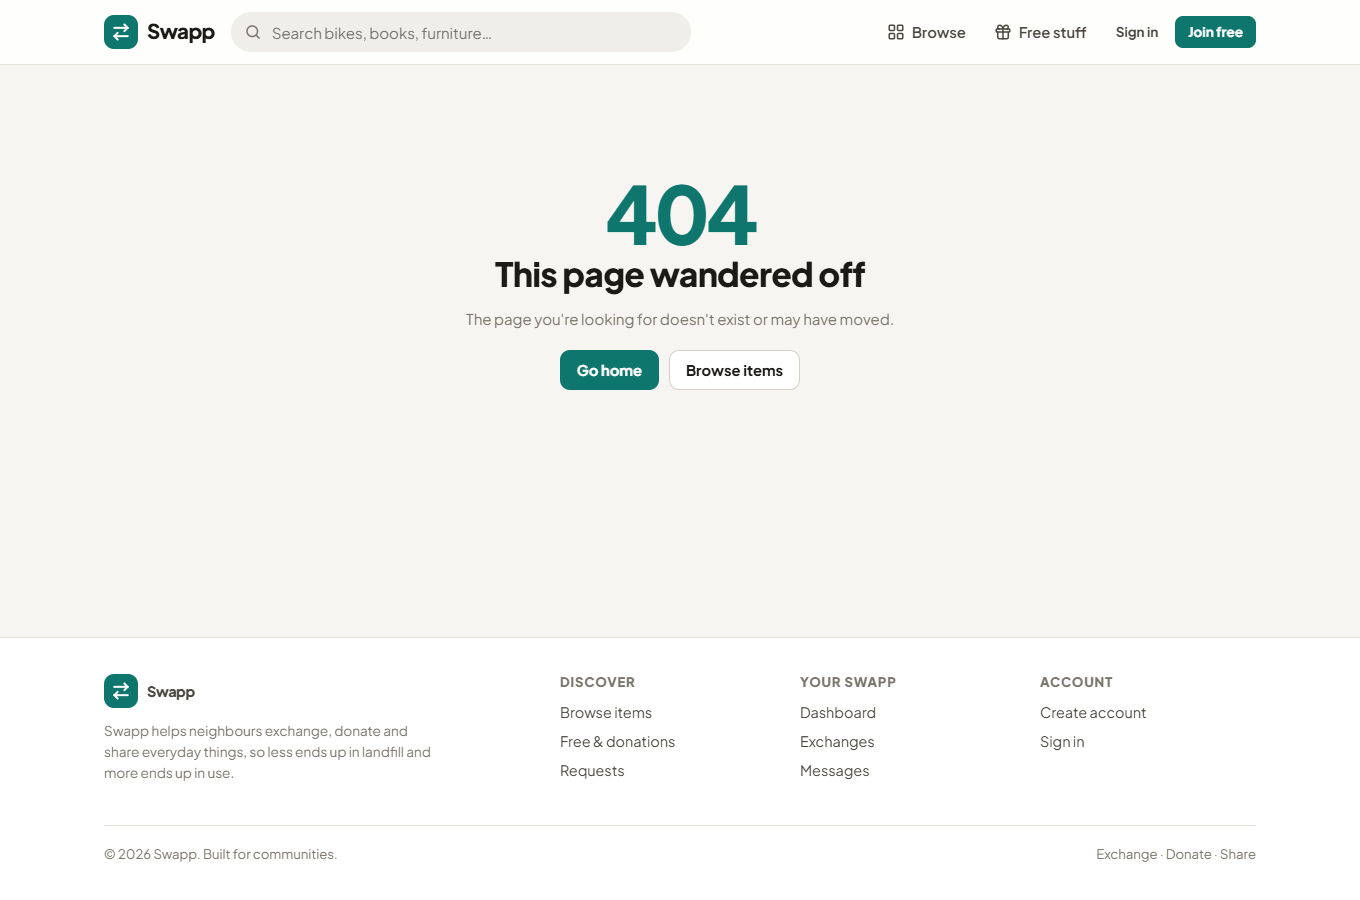 Swapp
Search bikes, books, furniture…
Browse
Free stuff
Sign in
Join free
404
This page wandered off
The page you're looking for doesn't exist or may have moved.
Go home
Browse items
Swapp
Swapp helps neighbours exchange, donate and
share everyday things, so less ends up in landfill and
more ends up in use.
DISCOVER
Browse items
Free & donations
Requests
YOUR SWAPP
Dashboard
Exchanges
Messages
ACCOUNT
Create account
Sign in
© 2026 Swapp. Built for communities.
Exchange · Donate · Share